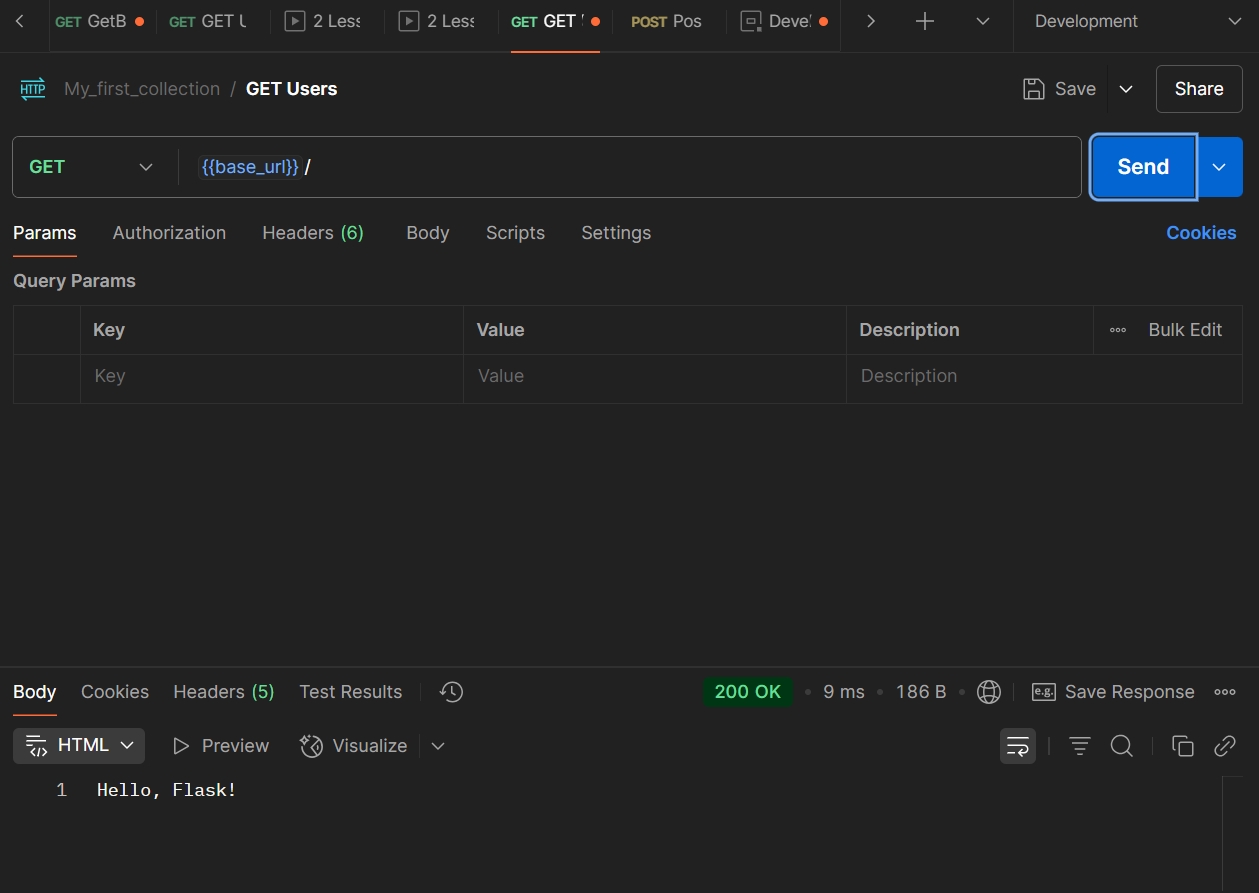 GET GetB GET GET U 2 Less 2 Less GET GET POST Pos Devel Development
HTTP My_first_collection / GET Users Save Share
GET {{base_url}} / Send
Params Authorization Headers (6) Body Scripts Settings Cookies
Query Params
Key Value Description Bulk Edit
Key Value Description
Body Cookies Headers (5) Test Results 200 OK 9 ms 186 B e.g. Save Response
HTML Preview Visualize
1 Hello, Flask!